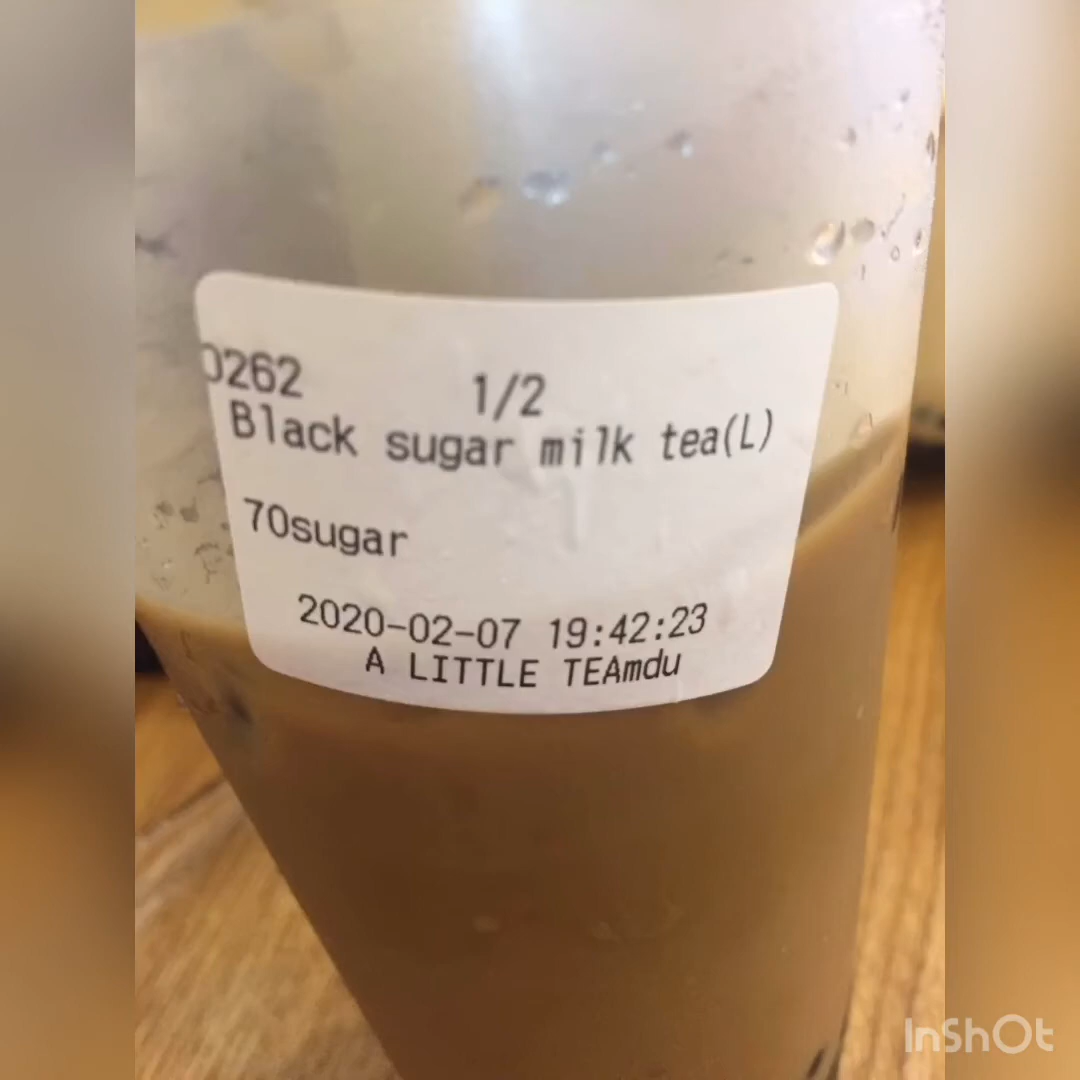 0262 1/2
Black sugar milk tea(L)
70sugar
2020-02-07 19:42:23
A LITTLE TEAmdu
InShOt